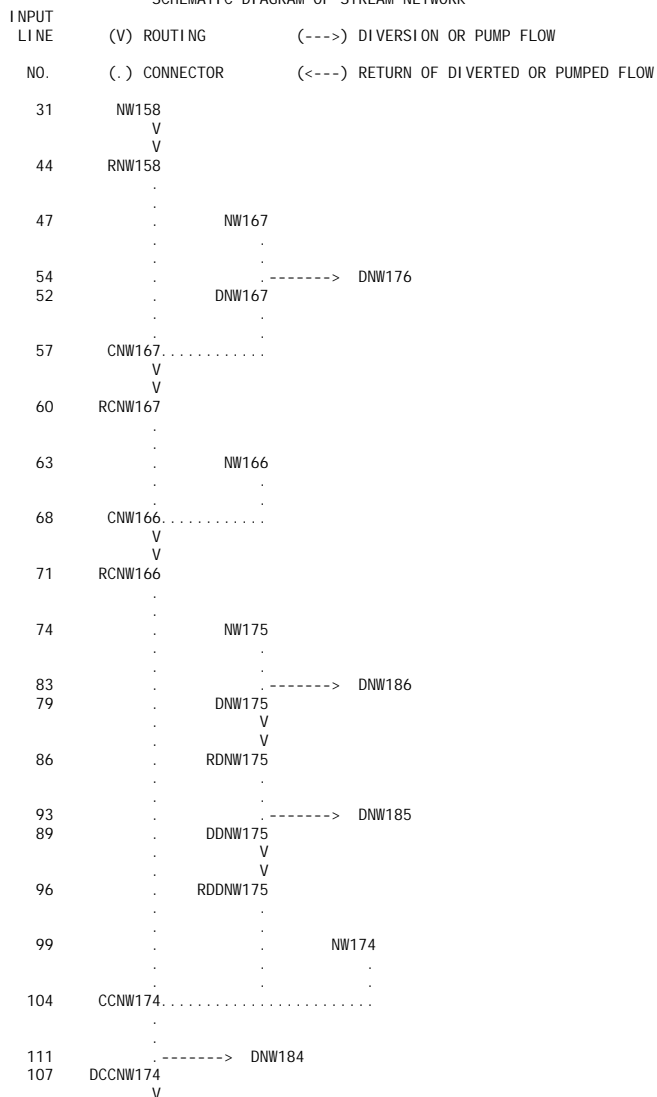 SCHEMATIC DIAGRAM OF STREAM NETWORK
INPUT
LINE (V) ROUTING (--->) DIVERSION OR PUMP FLOW
NO. (.) CONNECTOR (<---) RETURN OF DIVERTED OR PUMPED FLOW
31 NW158
V
V
44 RNW158
.
.
47 . NW167
. .
. .
54 . .-------> DNW176
52 . DNW167
. .
. .
57 CNW167............
V
V
60 RCNW167
.
.
63 . NW166
. .
. .
68 CNW166............
V
V
71 RCNW166
.
.
74 . NW175
. .
. .
83 . .-------> DNW186
79 . DNW175
. V
. V
86 . RDNW175
. .
. .
93 . .-------> DNW185
89 . DDNW175
. V
. V
96 . RDDNW175
. .
. .
99 . . NW174
. . .
. . .
104 CCNW174........................
.
.
111 .-------> DNW184
107 DCCNW174
V